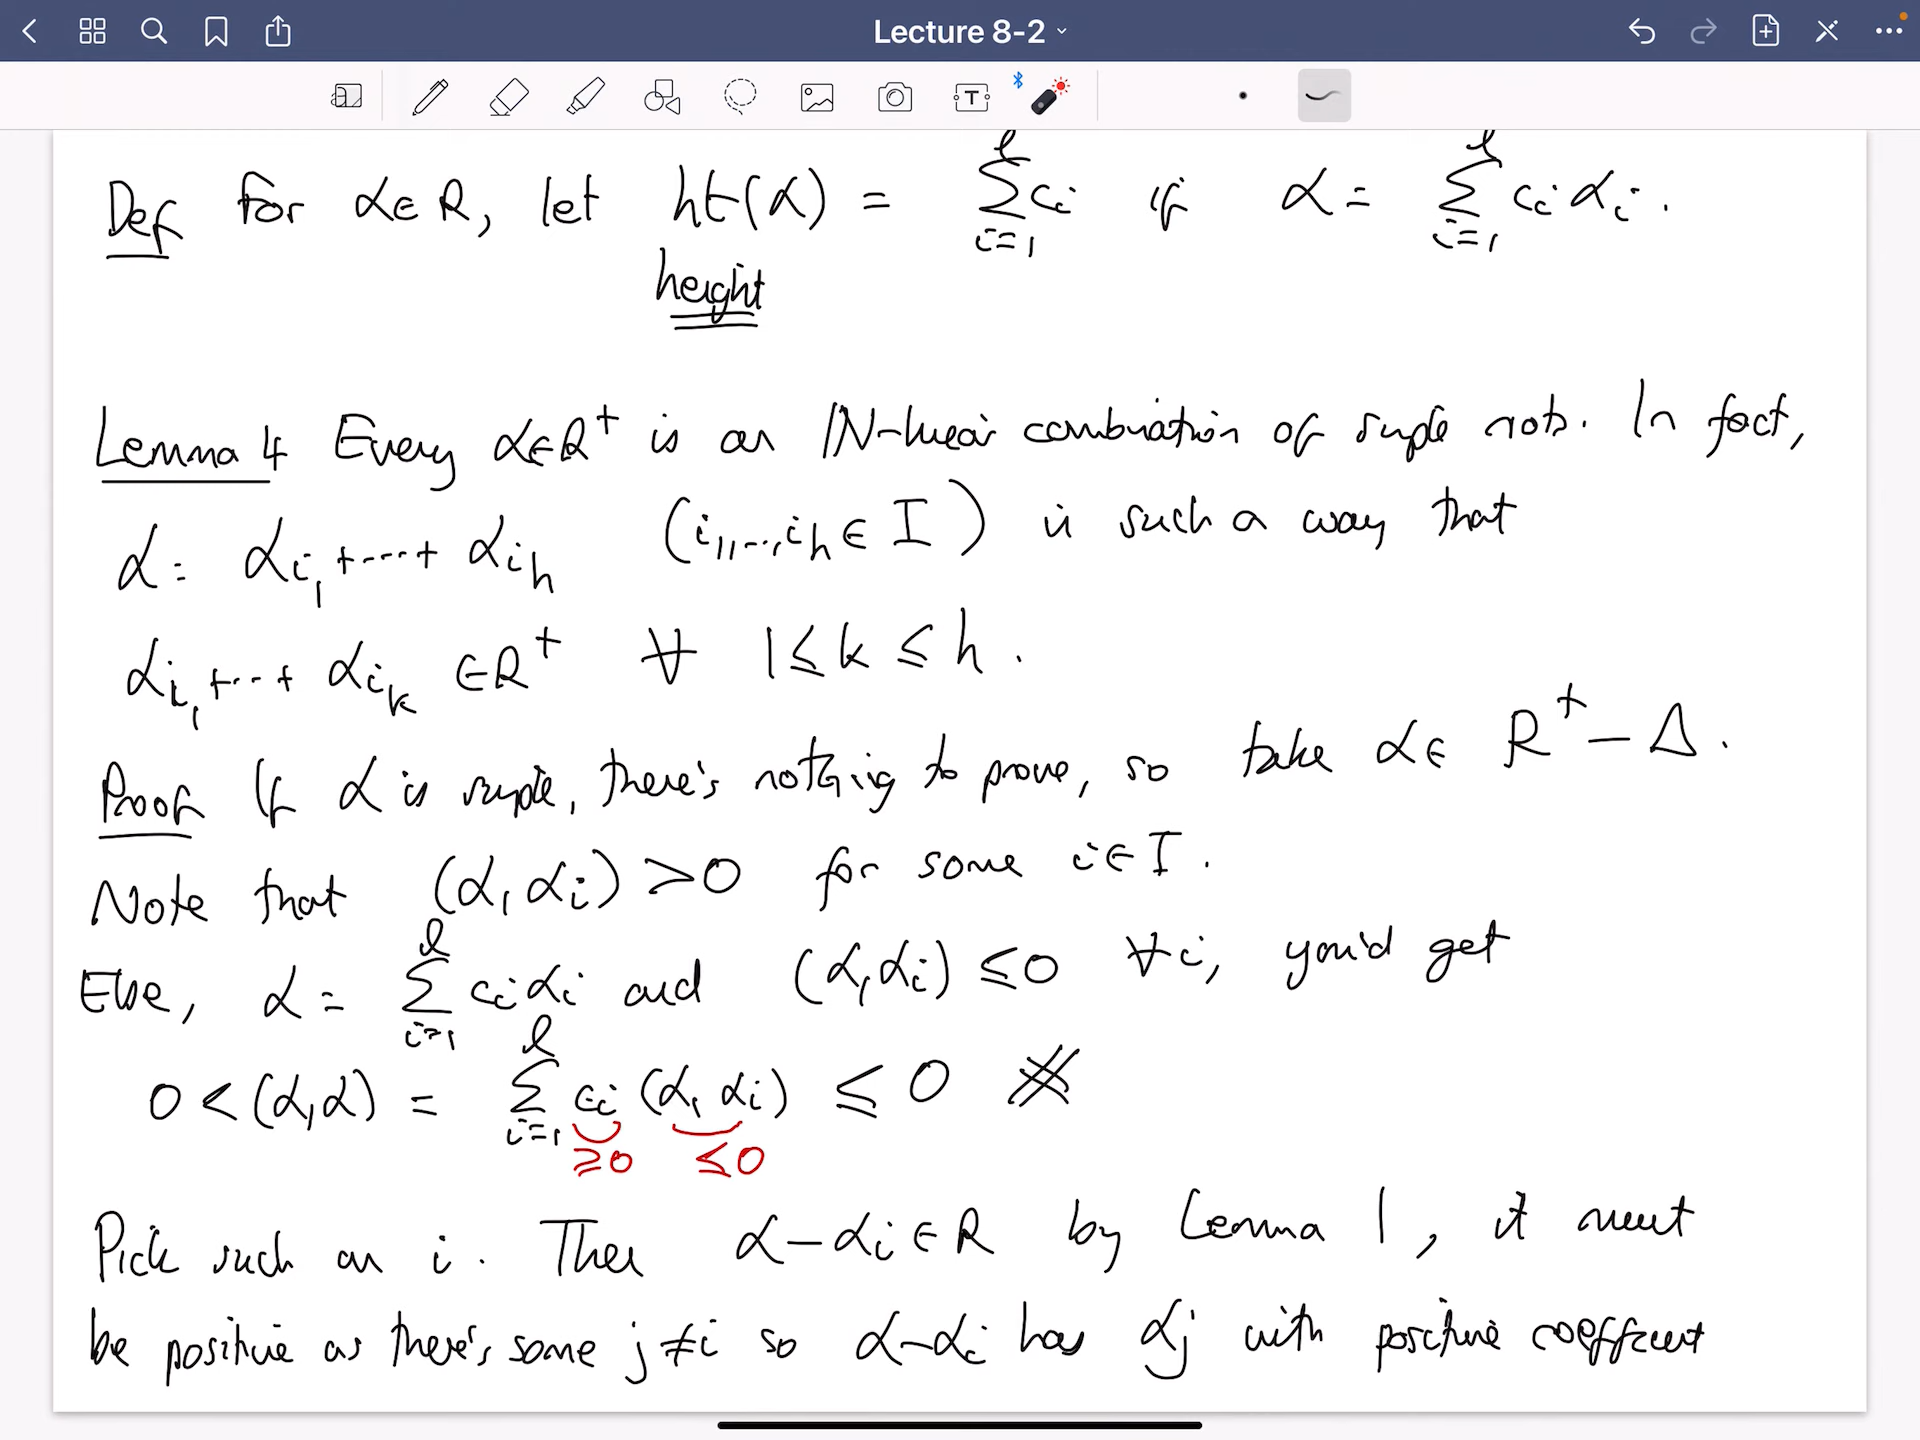 Lecture 8-2
Def For α∈R, let ht(α) = ∑_{i=1}^{l} c_i if α = ∑_{i=1}^{l} c_i α_i.
height
Lemma 4 Every α∈R⁺ is an ℕ-linear combination of simple roots. In fact,
α = α_{i_1}+----+ α_{i_h} (i_1,...,i_h ∈ I) in such a way that
α_{i_1}+---+ α_{i_k} ∈R⁺ ∀ 1≤k≤h.
Proof If α is simple, there's nothing to prove, so take α∈ R⁺ − Δ.
Note that (α, α_i) >0 for some i∈I.
Else, α = ∑_{i=1}^{l} c_i α_i and (α, α_i) ≤0 ∀i, you'd get
0 < (α, α) = ∑_{i=1}^{l} c_i (α, α_i) ≤ 0 ※
≥0 ≤0
Pick such an i. Then α−α_i ∈R by Lemma 1, it must
be positive as there's some j≠i so α−α_i has α_j with positive coefficient